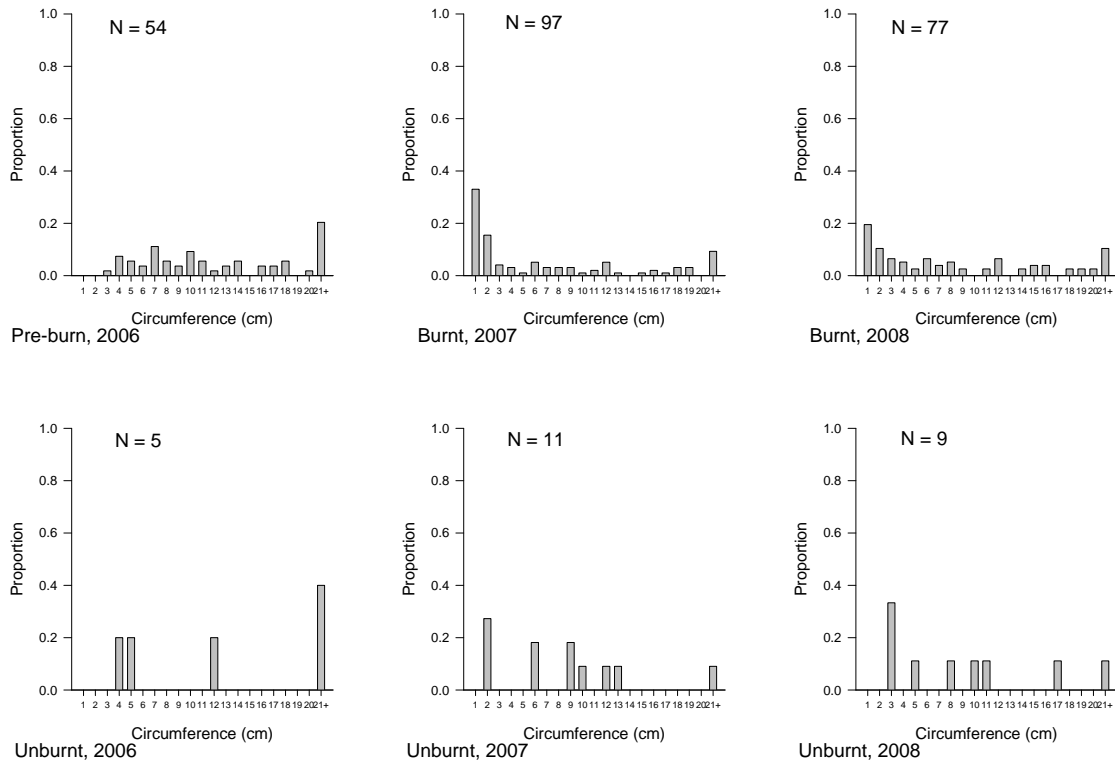 N = 54
1.0
0.8
0.6
0.4
0.2
0.0
Proportion
1 2 3 4 5 6 7 8 9 10 11 12 13 14 15 16 17 18 19 20 21+
Circumference (cm)
Pre-burn, 2006
N = 97
1.0
0.8
0.6
0.4
0.2
0.0
Proportion
1 2 3 4 5 6 7 8 9 10 11 12 13 14 15 16 17 18 19 20 21+
Circumference (cm)
Burnt, 2007
N = 77
1.0
0.8
0.6
0.4
0.2
0.0
Proportion
1 2 3 4 5 6 7 8 9 10 11 12 13 14 15 16 17 18 19 20 21+
Circumference (cm)
Burnt, 2008
N = 5
1.0
0.8
0.6
0.4
0.2
0.0
Proportion
1 2 3 4 5 6 7 8 9 10 11 12 13 14 15 16 17 18 19 20 21+
Circumference (cm)
Unburnt, 2006
N = 11
1.0
0.8
0.6
0.4
0.2
0.0
Proportion
1 2 3 4 5 6 7 8 9 10 11 12 13 14 15 16 17 18 19 20 21+
Circumference (cm)
Unburnt, 2007
N = 9
1.0
0.8
0.6
0.4
0.2
0.0
Proportion
1 2 3 4 5 6 7 8 9 10 11 12 13 14 15 16 17 18 19 20 21+
Circumference (cm)
Unburnt, 2008